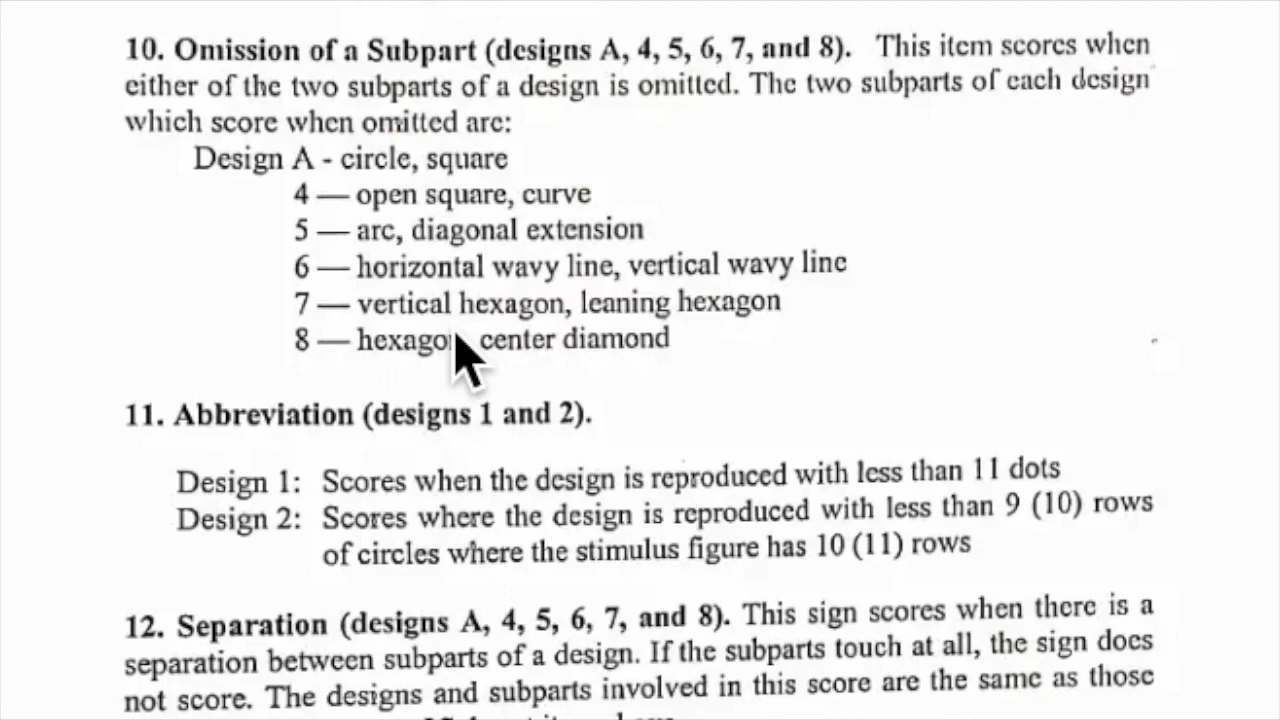 10. Omission of a Subpart (designs A, 4, 5, 6, 7, and 8). This item scores when
either of the two subparts of a design is omitted. The two subparts of each design
which score when omitted are:
Design A - circle, square
4 — open square, curve
5 — arc, diagonal extension
6 — horizontal wavy line, vertical wavy line
7 — vertical hexagon, leaning hexagon
8 — center diamond
11. Abbreviation (designs 1 and 2).
Design 1: Scores when the design is reproduced with less than 11 dots
Design 2: Scores where the design is reproduced with less than 9 (10) rows
of circles where the stimulus figure has 10 (11) rows
12. Separation (designs A, 4, 5, 6, 7, and 8). This sign scores when there is a
separation between subparts of a design. If the subparts touch at all, the sign does
not score. The designs and subparts involved in this score are the same as those